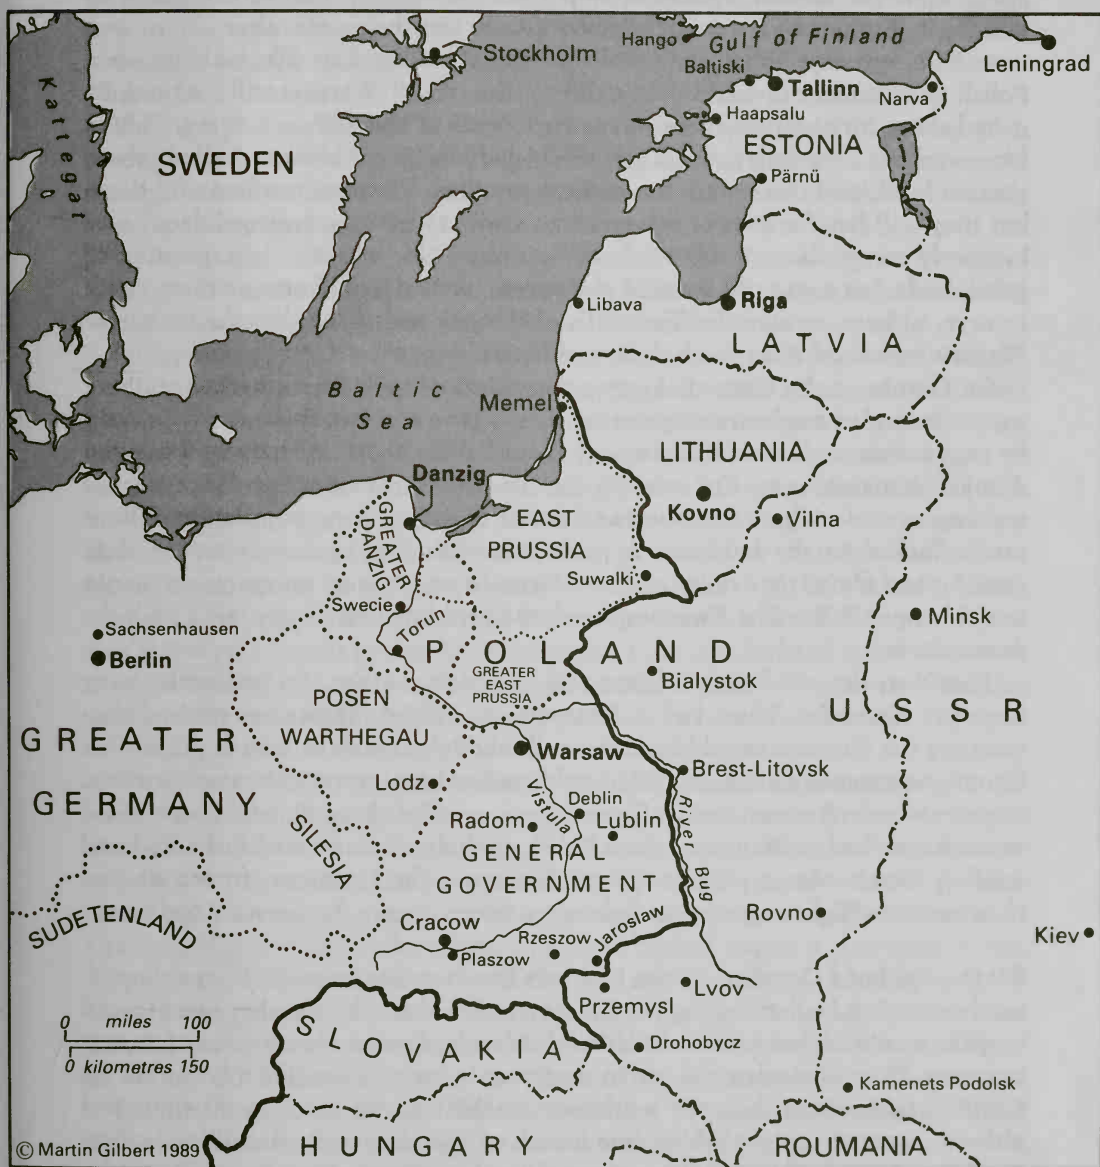 Kattegat
Stockholm
Hango
Gulf of Finland
Leningrad
Baltiski
Tallinn
Narva
Haapsalu
SWEDEN
ESTONIA
Pärnü
Libava
Riga
LATVIA
Baltic
Sea
Memel
LITHUANIA
Danzig
Kovno
Vilna
GREATER
DANZIG
EAST
PRUSSIA
Suwalki
Swecie
Torun
Minsk
Sachsenhausen
Berlin
POLAND
GREATER
EAST
PRUSSIA
Bialystok
POSEN
WARTHEGAU
USSR
GREATER
GERMANY
Warsaw
Brest-Litovsk
Lodz
Vistula
Deblin
Radom
Lublin
River Bug
SILESIA
GENERAL
GOVERNMENT
SUDETENLAND
Cracow
Plaszow
Rzeszow
Jaroslaw
Rovno
Kiev
Przemysl
Lvov
0 miles 100
0 kilometres 150
SLOVAKIA
Drohobycz
Kamenets Podolsk
© Martin Gilbert 1989
HUNGARY
ROUMANIA